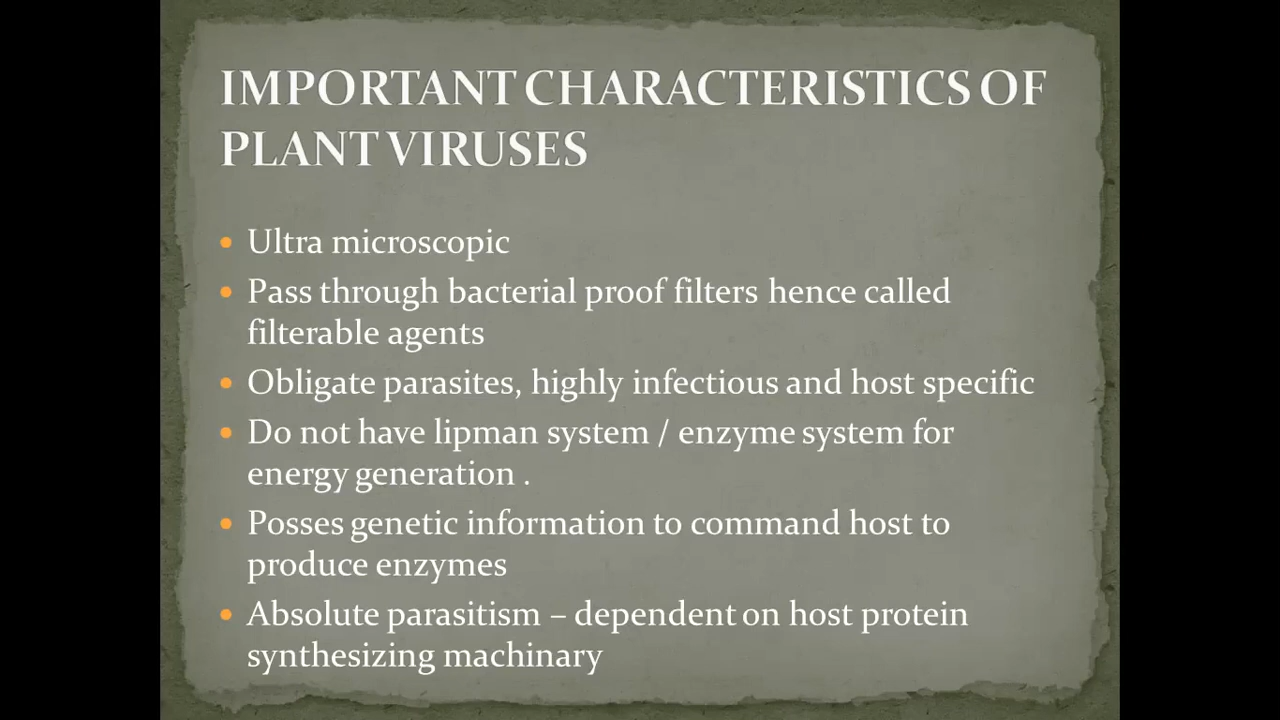 IMPORTANT CHARACTERISTICS OF
PLANT VIRUSES
Ultra microscopic
Pass through bacterial proof filters hence called
filterable agents
Obligate parasites, highly infectious and host specific
Do not have lipman system / enzyme system for
energy generation .
Posses genetic information to command host to
produce enzymes
Absolute parasitism – dependent on host protein
synthesizing machinary